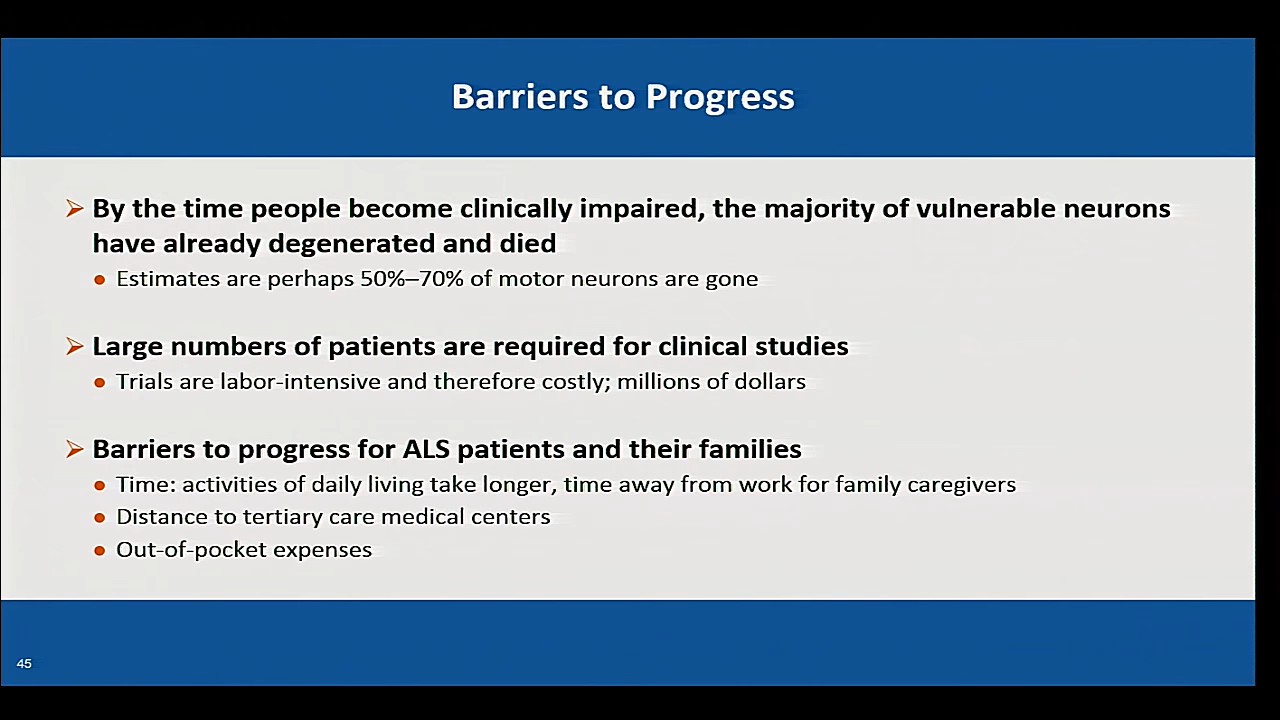 Barriers to Progress
➢ By the time people become clinically impaired, the majority of vulnerable neurons
have already degenerated and died
● Estimates are perhaps 50%–70% of motor neurons are gone
➢ Large numbers of patients are required for clinical studies
● Trials are labor-intensive and therefore costly; millions of dollars
➢ Barriers to progress for ALS patients and their families
● Time: activities of daily living take longer, time away from work for family caregivers
● Distance to tertiary care medical centers
● Out-of-pocket expenses
45